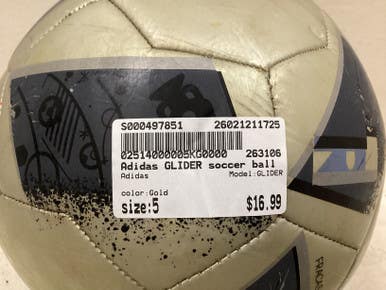 S000497851 26021211725
02514000005KG0000 263106
Adidas GLIDER soccer ball
Adidas Model:GLIDER
color:Gold
size:5 $16.99